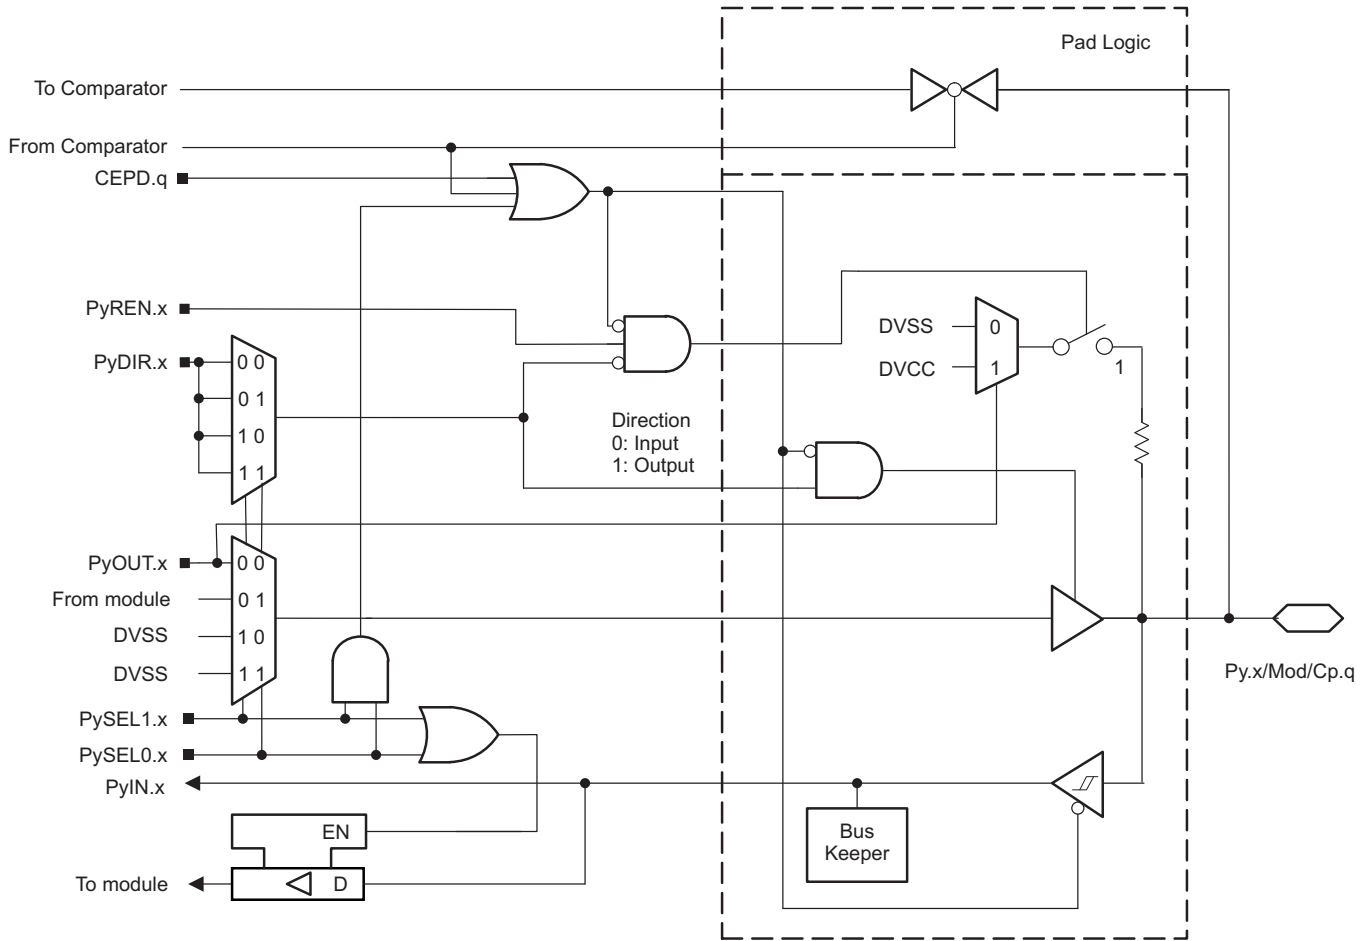 Pad Logic
To Comparator
From Comparator
CEPD.q
PyREN.x
DVSS 0
PyDIR.x
0 0
DVCC 1
1
0 1
Direction
0: Input
1: Output
1 0
1 1
PyOUT.x
0 0
From module
0 1
DVSS
1 0
DVSS
1 1
Py.x/Mod/Cp.q
PySEL1.x
PySEL0.x
PyIN.x
EN
Bus
Keeper
To module
D